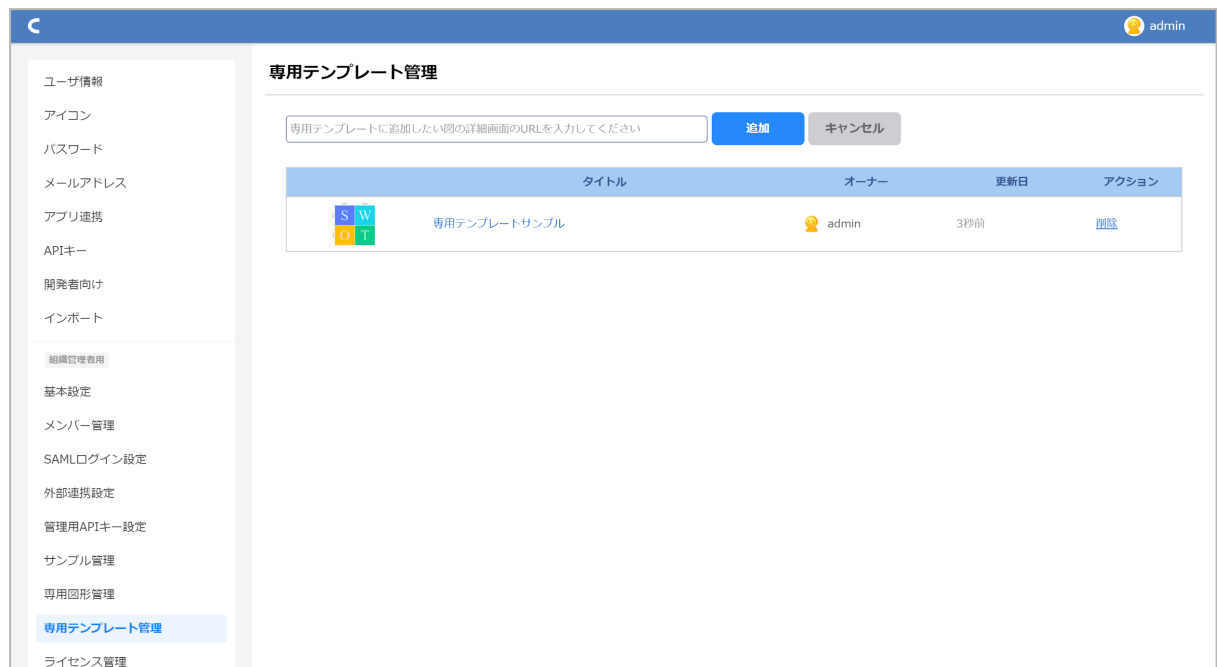 admin
ユーザ情報
アイコン
パスワード
メールアドレス
アプリ連携
APIキー
開発者向け
インポート
組織管理者用
基本設定
メンバー管理
SAMLログイン設定
外部連携設定
管理用APIキー設定
サンプル管理
専用図形管理
専用テンプレート管理
ライセンス管理
専用テンプレート管理
専用テンプレートに追加したい図の詳細画面のURLを入力してください 追加 キャンセル
タイトル オーナー 更新日 アクション
S W
O T
専用テンプレートサンプル admin 3秒前 削除